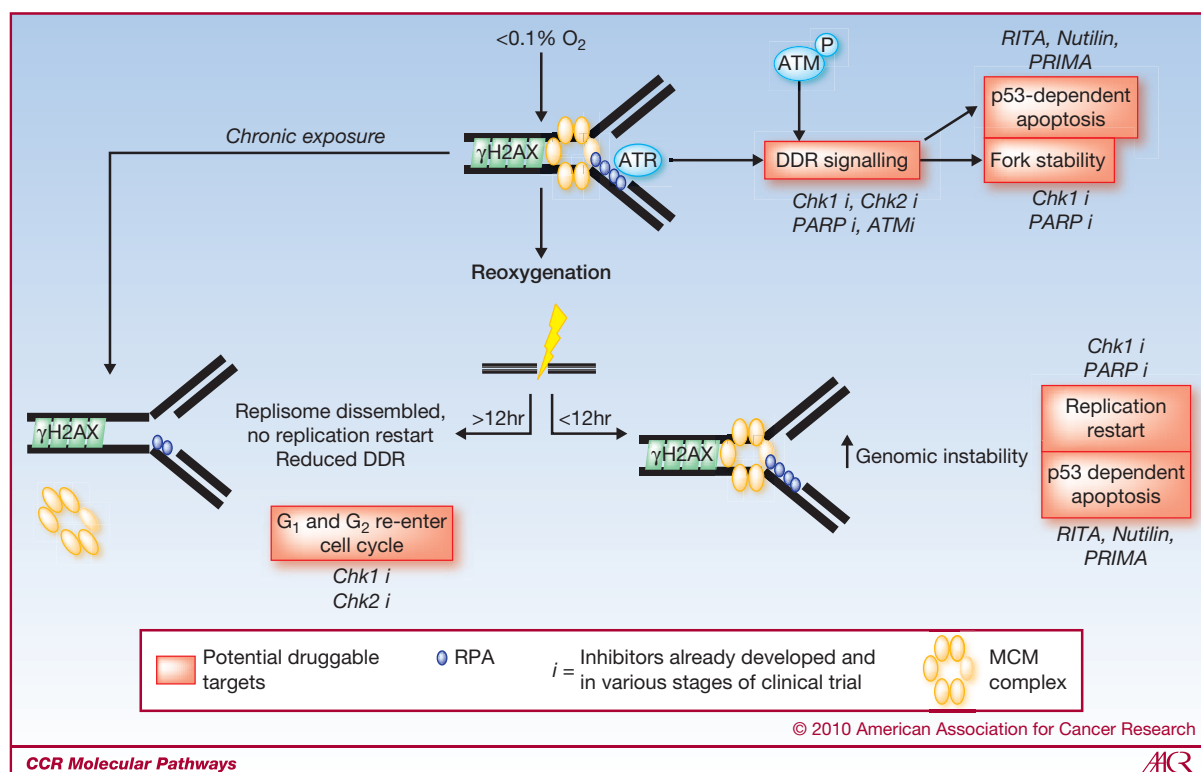 <0.1% O2
Chronic exposure
γH2AX
ATR
ATM
P
DDR signalling
Chk1 i, Chk2 i
PARP i, ATMi
RITA, Nutilin,
PRIMA
p53-dependent
apoptosis
Fork stability
Chk1 i
PARP i
Reoxygenation
>12hr
<12hr
γH2AX
Replisome dissembled,
no replication restart
Reduced DDR
G1 and G2 re-enter
cell cycle
Chk1 i
Chk2 i
γH2AX
Genomic instability
Chk1 i
PARP i
Replication
restart
p53 dependent
apoptosis
RITA, Nutilin,
PRIMA
Potential druggable
targets
RPA
i = Inhibitors already developed and
in various stages of clinical trial
MCM
complex
© 2010 American Association for Cancer Research
CCR Molecular Pathways
AACR